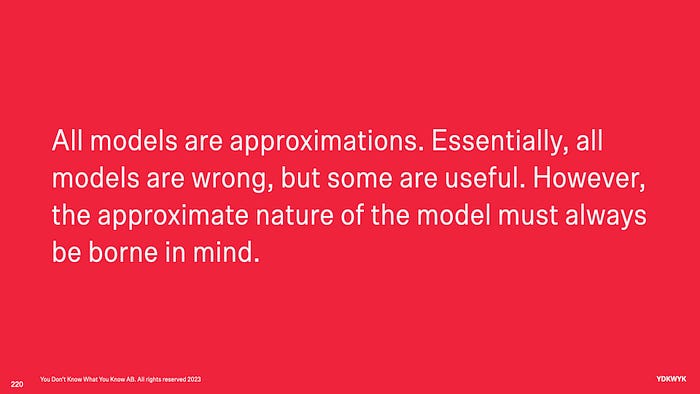 All models are approximations. Essentially, all
models are wrong, but some are useful. However,
the approximate nature of the model must always
be borne in mind.
220
You Don't Know What You Know AB. All rights reserved 2023
YDKWYK